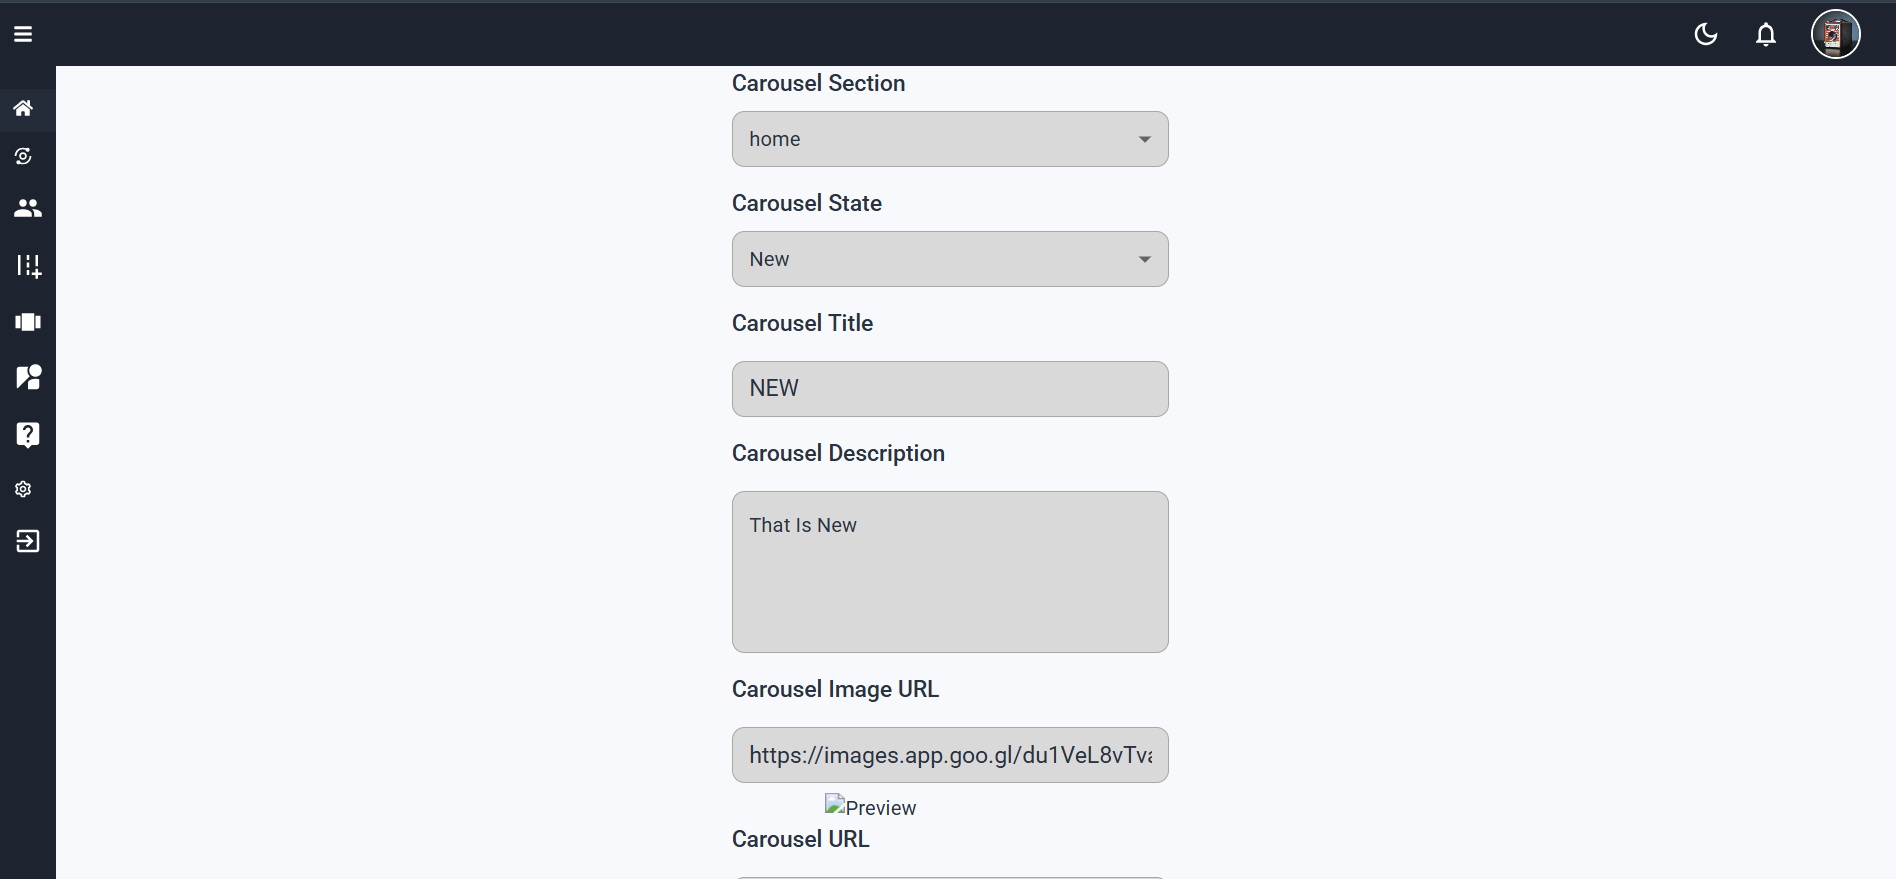 Carousel Section
home
Carousel State
New
Carousel Title
NEW
Carousel Description
That Is New
Carousel Image URL
https://images.app.goo.gl/du1VeL8vTva
Preview
Carousel URL